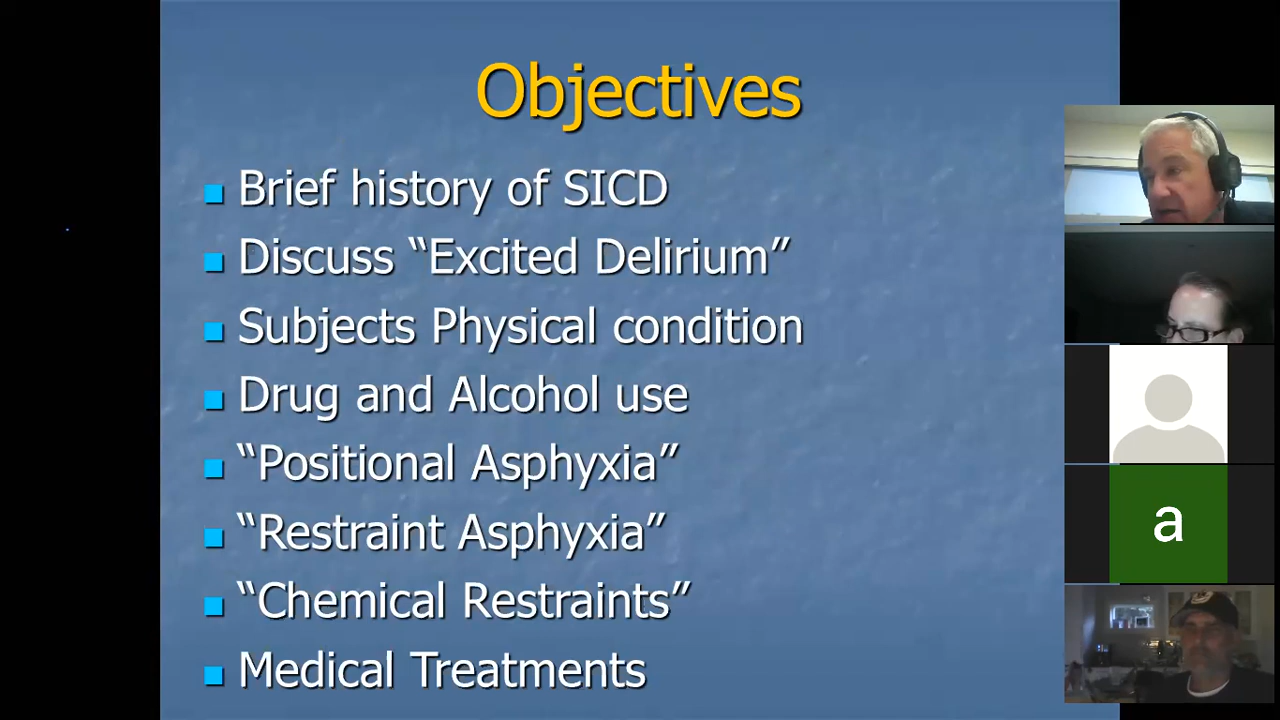 Objectives
Brief history of SICD
Discuss “Excited Delirium”
Subjects Physical condition
Drug and Alcohol use
“Positional Asphyxia”
“Restraint Asphyxia”
“Chemical Restraints”
Medical Treatments
a